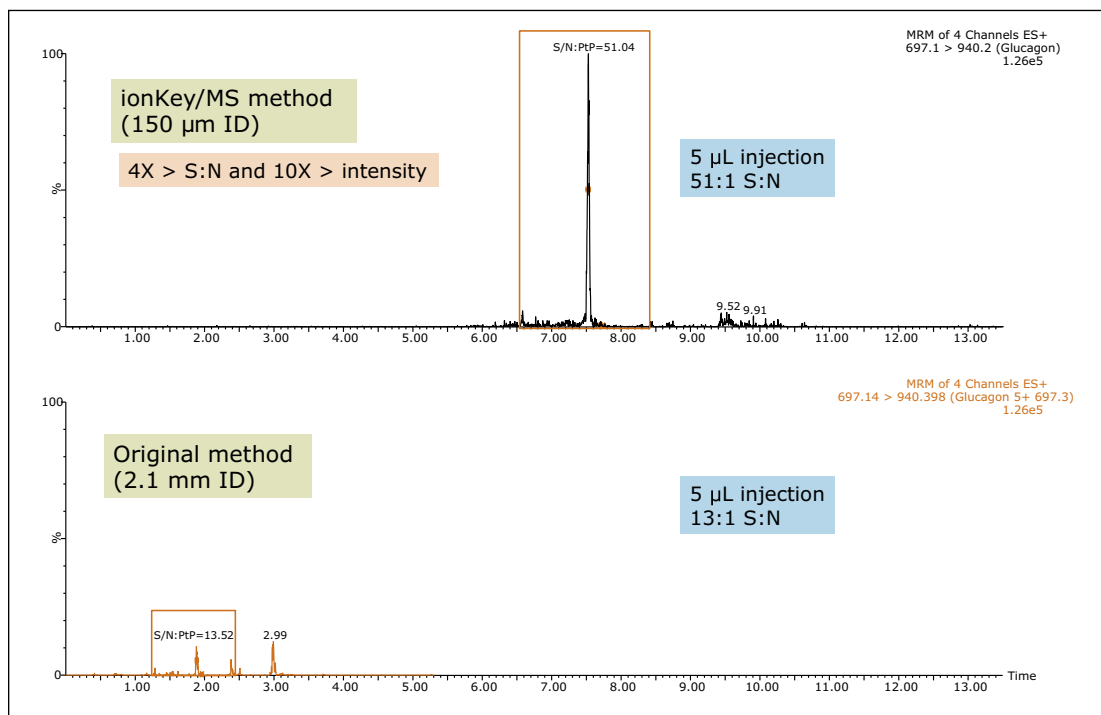 MRM of 4 Channels ES+
697.1 > 940.2 (Glucagon)
1.26e5
100
S/N:PtP=51.04
ionKey/MS method
(150 µm ID)
4X > S:N and 10X > intensity
5 µL injection
51:1 S:N
%
9.52
9.91
0
1.00 2.00 3.00 4.00 5.00 6.00 7.00 8.00 9.00 10.00 11.00 12.00 13.00
MRM of 4 Channels ES+
697.14 > 940.398 (Glucagon 5+ 697.3)
1.26e5
100
Original method
(2.1 mm ID)
5 µL injection
13:1 S:N
%
S/N:PtP=13.52
2.99
0
Time
1.00 2.00 3.00 4.00 5.00 6.00 7.00 8.00 9.00 10.00 11.00 12.00 13.00